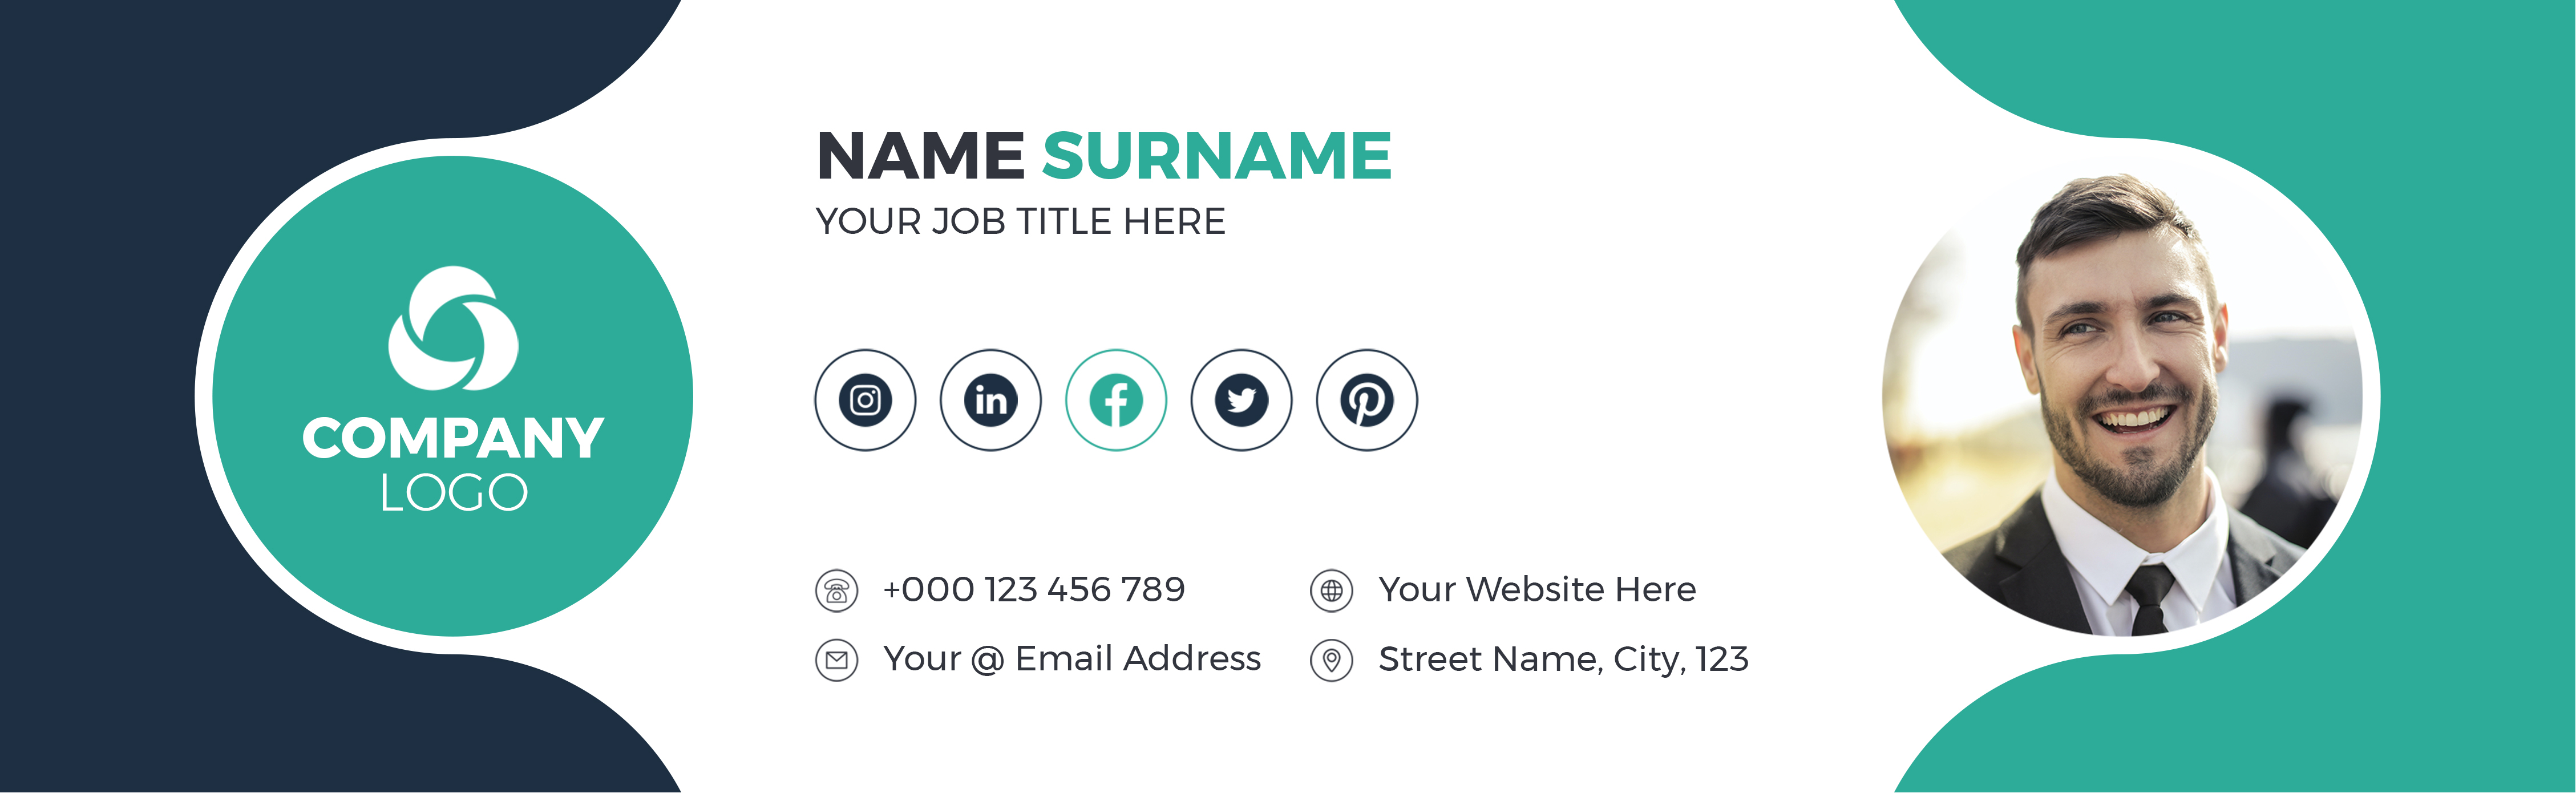 COMPANY
LOGO
NAME SURNAME
YOUR JOB TITLE HERE
+000 123 456 789
Your Website Here
Your @ Email Address
Street Name, City, 123